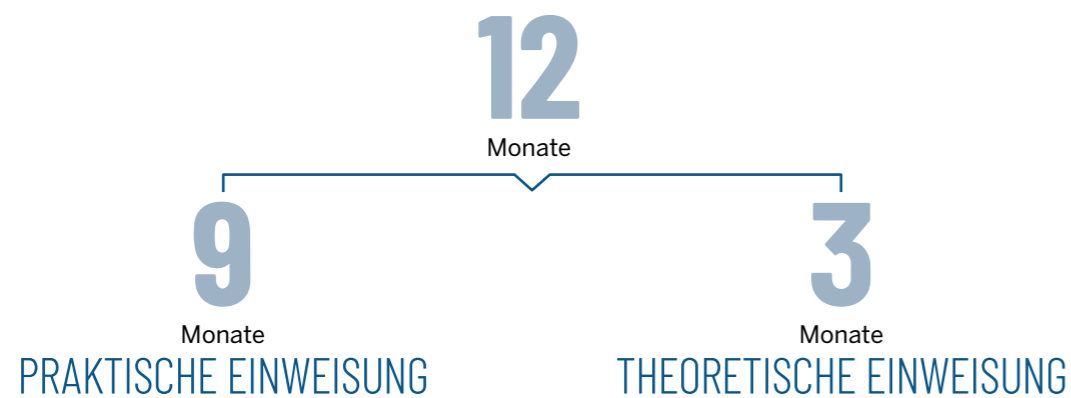 12
Monate
9
Monate
PRAKTISCHE EINWEISUNG
3
Monate
THEORETISCHE EINWEISUNG